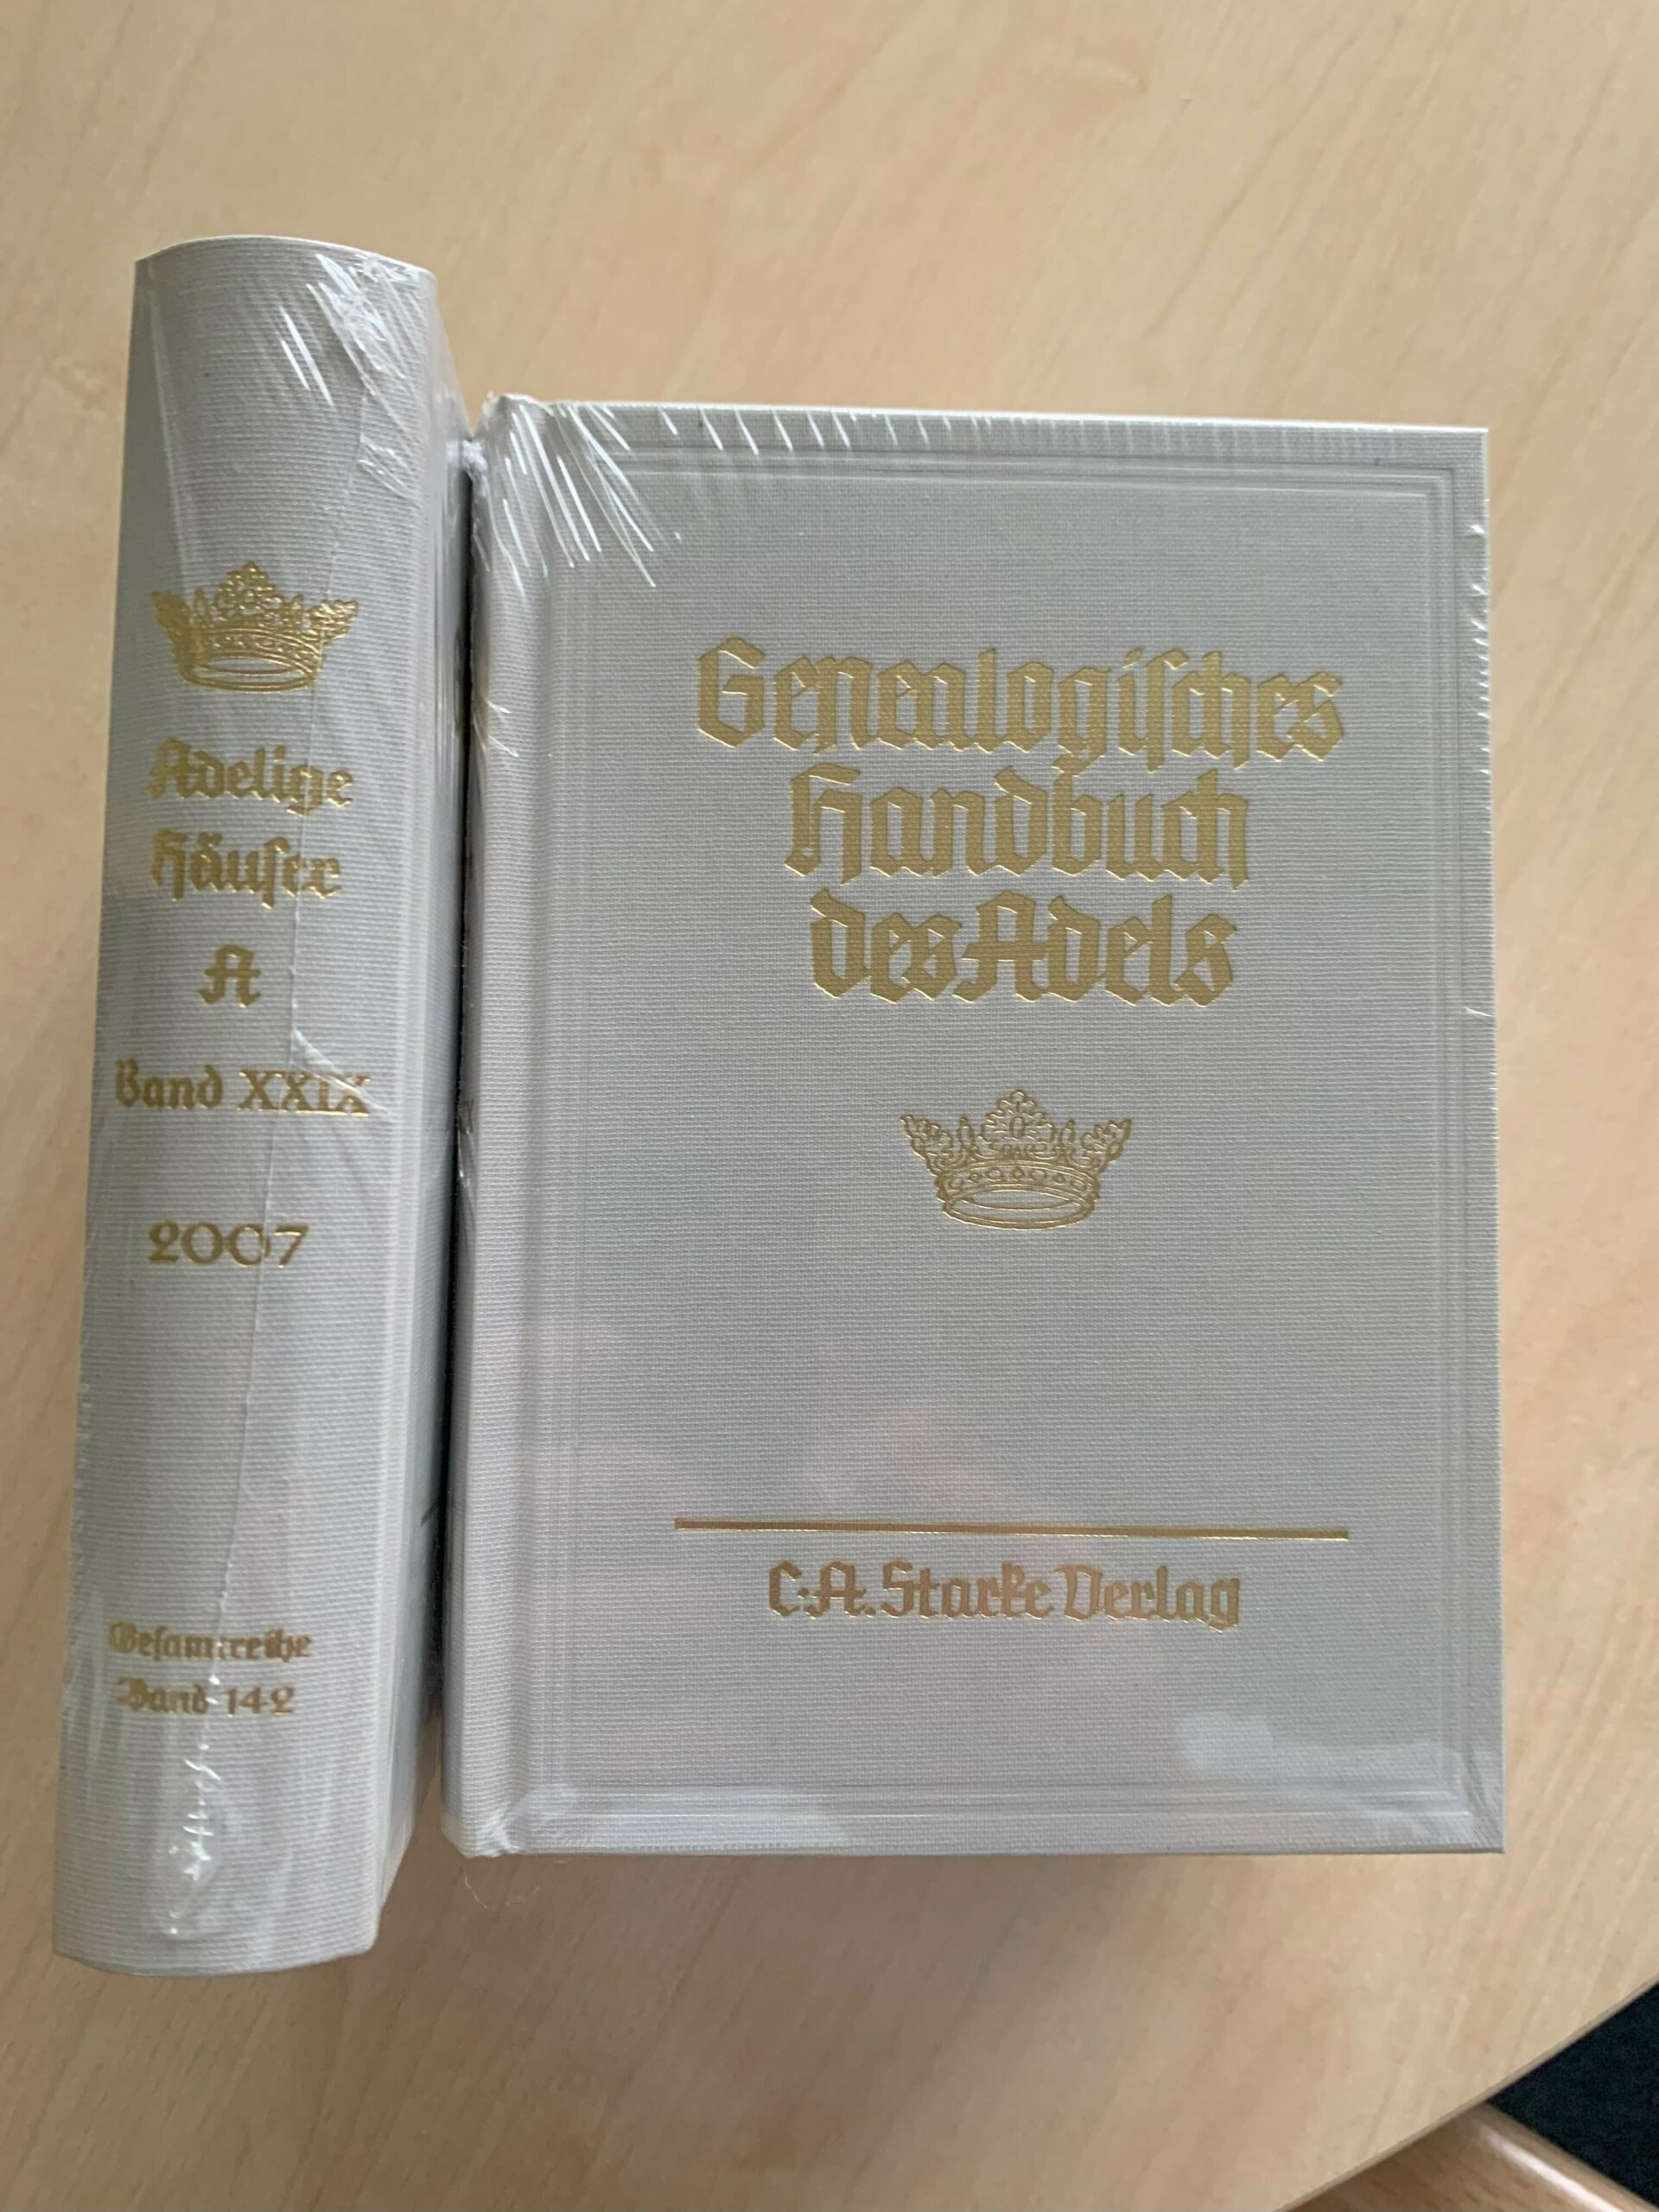 Adelige
Häuser
A
Band XXIX
2007
Gesamtreihe
Band 142
Genealogisches
Handbuch
des Adels
C.A. Starke Verlag